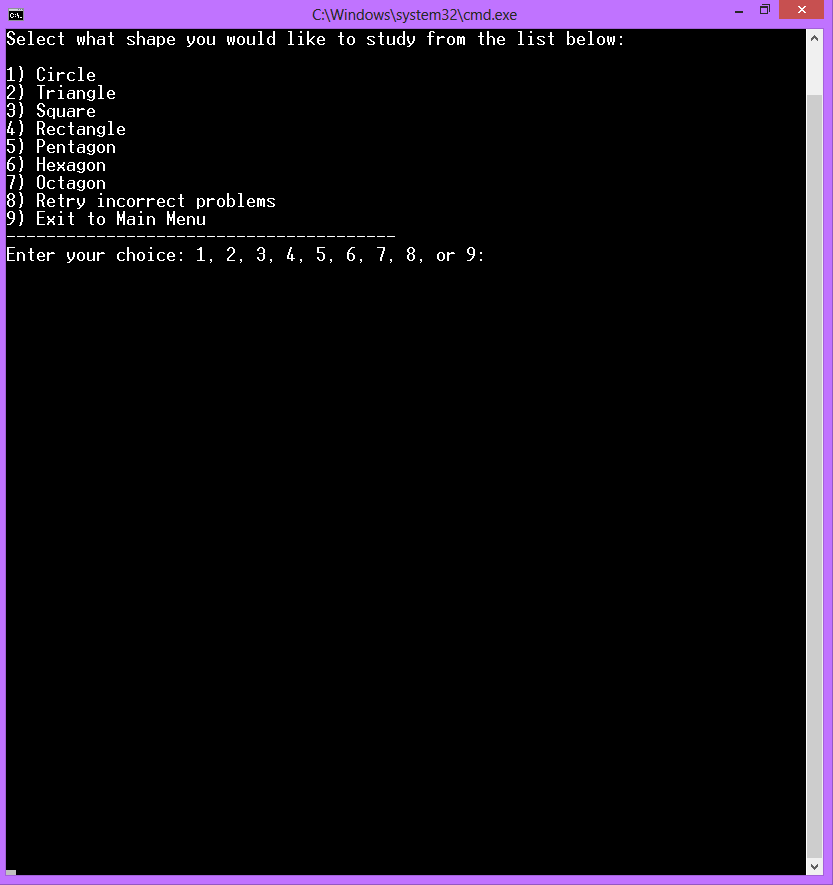 C:\Windows\system32\cmd.exe
Select what shape you would like to study from the list below:
1) Circle
2) Triangle
3) Square
4) Rectangle
5) Pentagon
6) Hexagon
7) Octagon
8) Retry incorrect problems
9) Exit to Main Menu
---------------------------------------
Enter your choice: 1, 2, 3, 4, 5, 6, 7, 8, or 9: